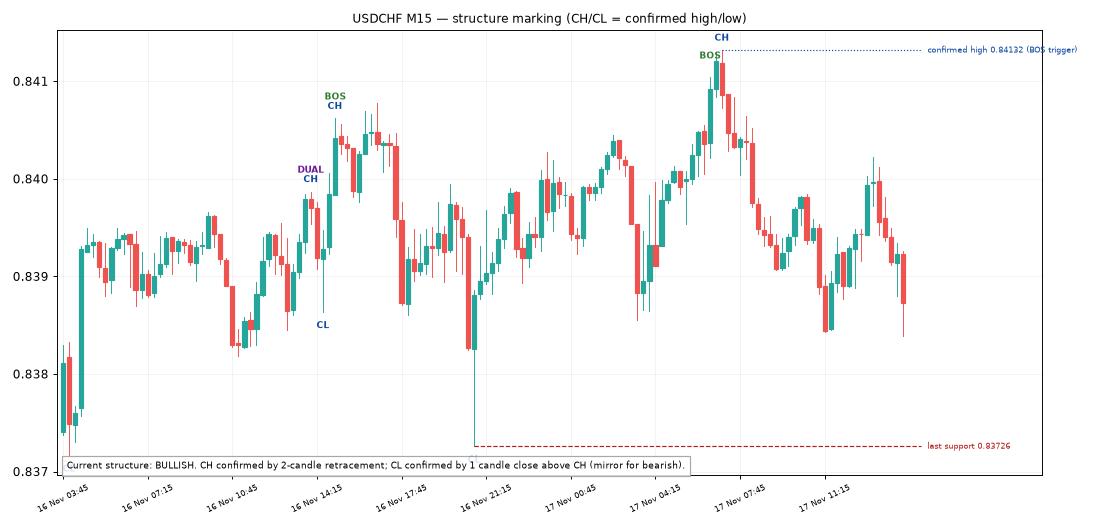 USDCHF M15 — structure marking (CH/CL = confirmed high/low)
CH
confirmed high 0.84132 (BOS trigger)
BOS
0.841
BOS
CH
DUAL
CH
0.840
0.839
CL
0.838
last support 0.83726
Current structure: BULLISH. CH confirmed by 2-candle retracement; CL confirmed by 1 candle close above CH (mirror for bearish).
0.837
16 Nov 03:45
16 Nov 07:15
16 Nov 10:45
16 Nov 14:15
16 Nov 17:45
16 Nov 21:15
17 Nov 00:45
17 Nov 04:15
17 Nov 07:45
17 Nov 11:15